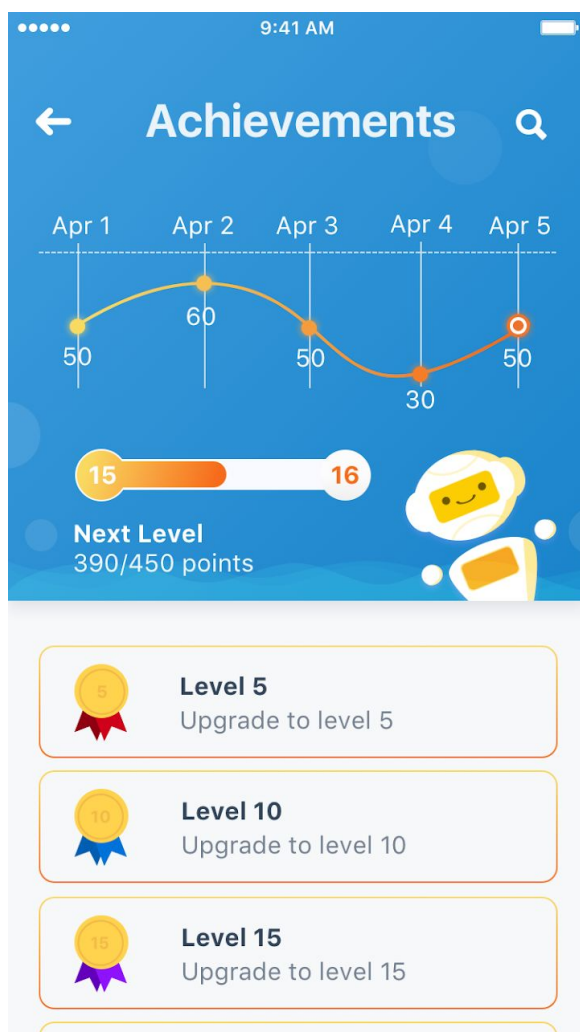 9:41 AM
Achievements
Apr 1 Apr 2 Apr 3 Apr 4 Apr 5
50 60 50 30 50
15 16
Next Level
390/450 points
5
Level 5
Upgrade to level 5
10
Level 10
Upgrade to level 10
15
Level 15
Upgrade to level 15